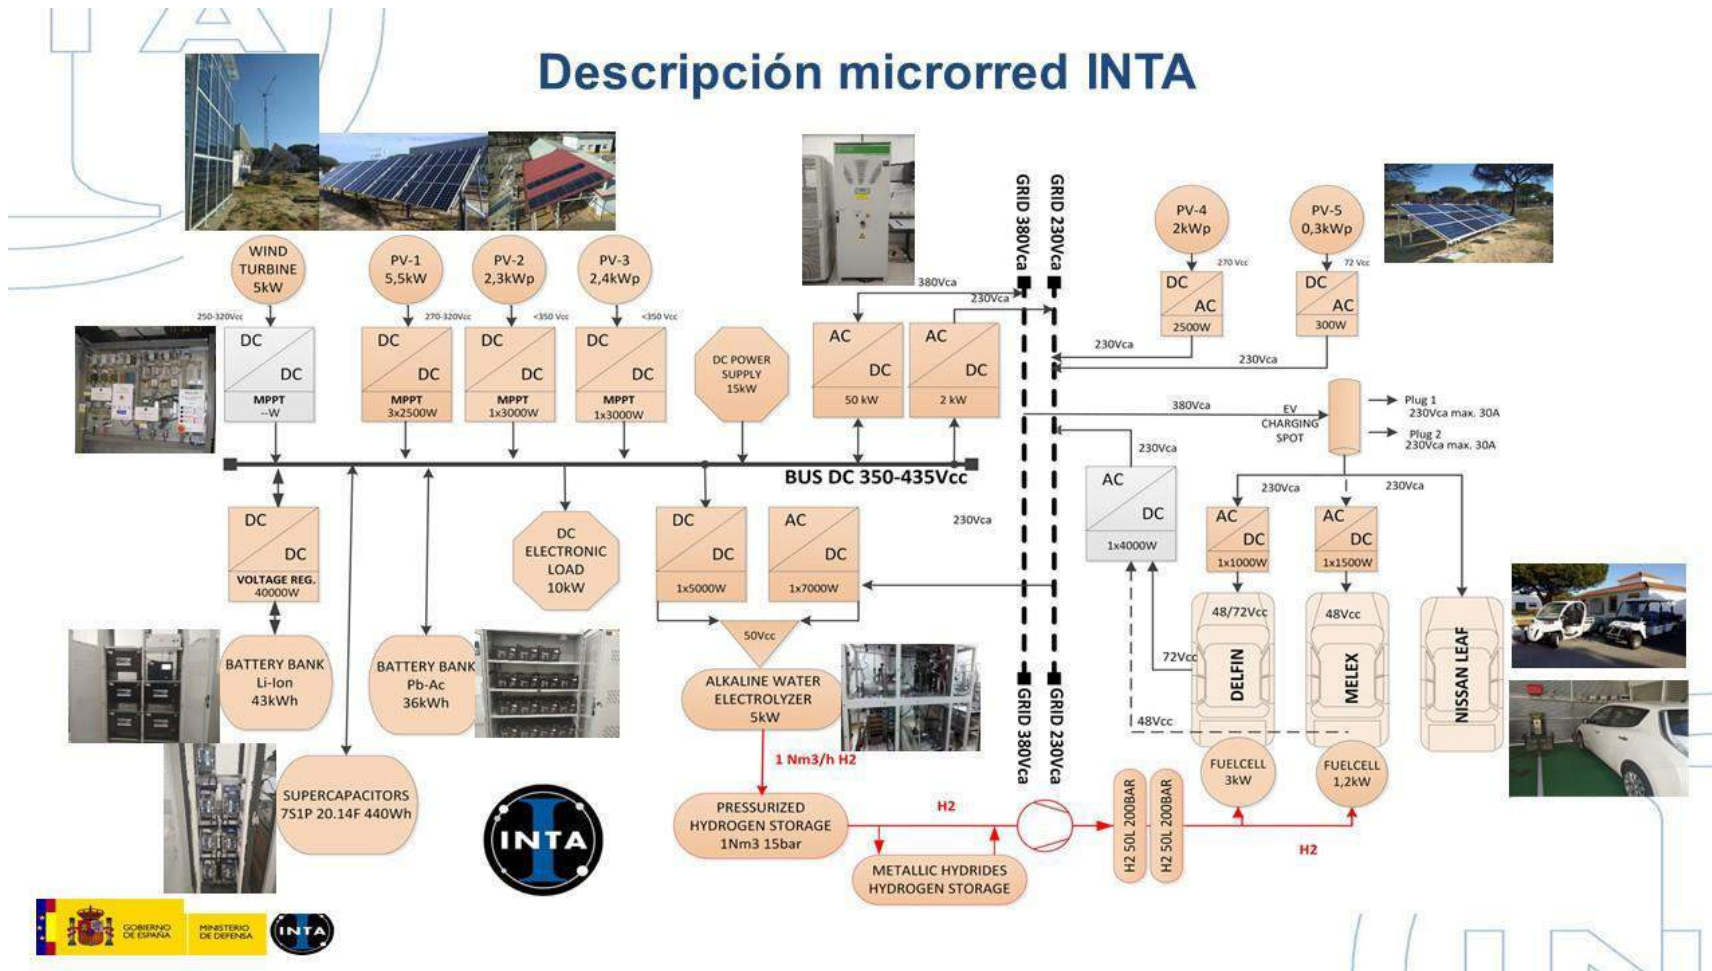 Descripción microrred INTA
WIND
TURBINE
5kW
PV-1
5,5kW
PV-2
2,3kWp
PV-3
2,4kWp
PV-4
2kWp
PV-5
0,3kWp
250-320Vcc
270-320Vcc
<350 Vcc
<350 Vcc
270 Vcc
72 Vcc
DC
DC
MPPT
--W
DC
DC
MPPT
3x2500W
DC
DC
MPPT
1x3000W
DC
DC
MPPT
1x3000W
DC POWER
SUPPLY
15kW
AC
DC
50 kW
AC
DC
2 kW
380Vca
230Vca
GRID 380Vca
GRID 230Vca
DC
AC
2500W
DC
AC
300W
230Vca
230Vca
380Vca
EV
CHARGING
SPOT
Plug 1
230Vca max. 30A
Plug 2
230Vca max. 30A
BUS DC 350-435Vcc
DC
DC
VOLTAGE REG.
40000W
DC
ELECTRONIC
LOAD
10kW
DC
DC
1x5000W
AC
DC
1x7000W
230Vca
230Vca
AC
DC
1x4000W
230Vca
230Vca
AC
DC
1x1000W
AC
DC
1x1500W
50Vcc
48/72Vcc
DELFIN
48Vcc
MELEX
NISSAN LEAF
72Vcc
48Vcc
BATTERY BANK
Li-Ion
43kWh
BATTERY BANK
Pb-Ac
36kWh
SUPERCAPACITORS
7S1P 20.14F 440Wh
ALKALINE WATER
ELECTROLYZER
5kW
1 Nm3/h H2
PRESSURIZED
HYDROGEN STORAGE
1Nm3 15bar
H2
METALLIC HYDRIDES
HYDROGEN STORAGE
GRID 380Vca
GRID 230Vca
H2 50L 200BAR
H2 50L 200BAR
FUELCELL
3kW
FUELCELL
1,2kW
H2
INTA
GOBIERNO
DE ESPAÑA
MINISTERIO
DE DEFENSA
INTA